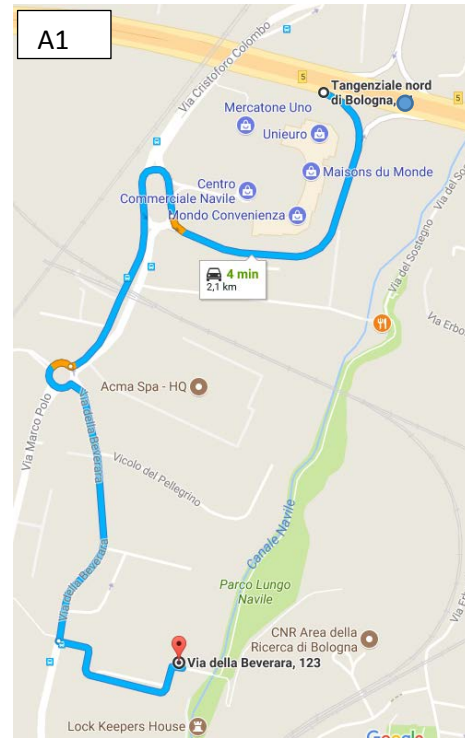 A1
Via Cristoforo Colombo
Tangenziale nord
di Bologna,
Mercatone Uno
Unieuro
Maisons du Monde
Centro
Commerciale Navile
Mondo Convenienza
Via del Sostegno
4 min
2,1 km
Acma Spa - HQ
Via Marco Polo
Via della Beverara
Vicolo del Pellegrino
Canale Navile
Via della Beverara
Parco Lungo
Navile
CNR Area della
Ricerca di Bologna
Via della Beverara, 123
Lock Keepers House
Google